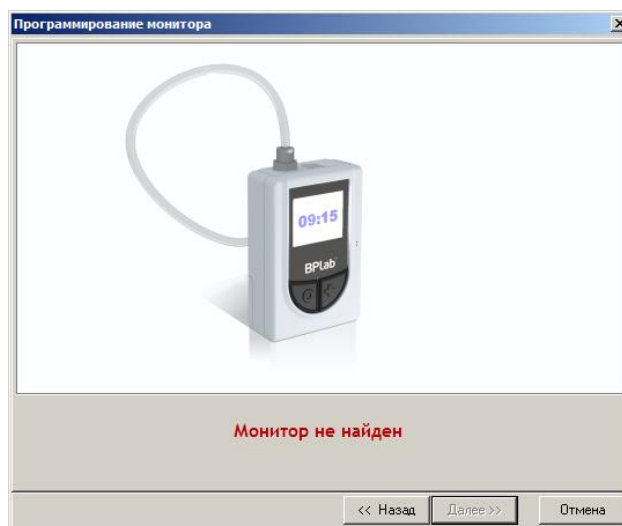 Программирование монитора
09:15
BPLab
Монитор не найден
<< Назад
Далее >>
Отмена